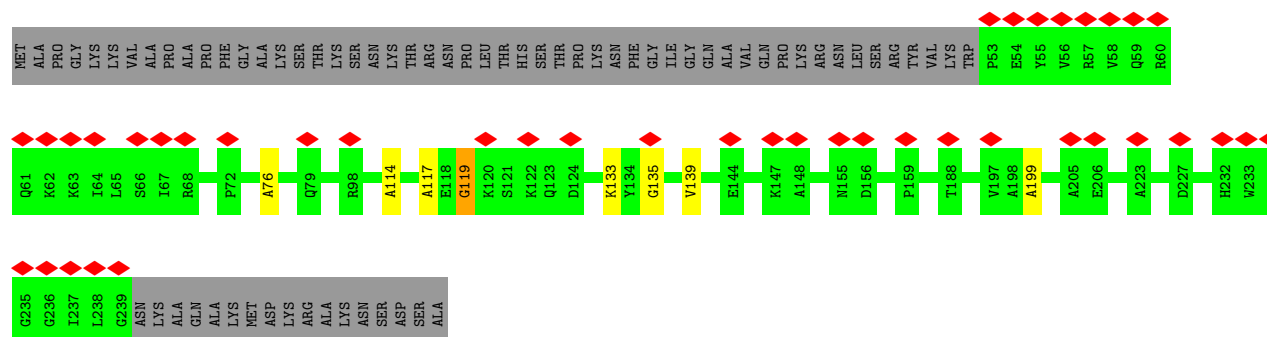 MET ALA PRO GLY LYS LYS VAL ALA PRO ALA PRO PHE GLY ALA LYS SER THR LYS SER ASN LYS THR ARG ASN PRO LEU THR HIS SER THR PRO LYS ASN PHE GLY ILE GLY GLN ALA VAL GLN PRO LYS ARG ASN LEU SER ARG TYR VAL LYS TRP P53 E54 Y55 V56 R57 V58 Q59 R60
Q61 K62 K63 I64 L65 S66 I67 R68 P72 A76 Q79 R98 A114 A117 E118 G119 K120 S121 K122 Q123 D124 K133 Y134 G135 V139 E144 K147 A148 N155 D156 P159 T188 V197 A198 A199 A205 E206 A223 D227 H232 W233
G235 G236 I237 L238 G239 ASN LYS ALA GLN ALA LYS MET ASP LYS ARG ALA LYS ASN SER ASP SER ALA